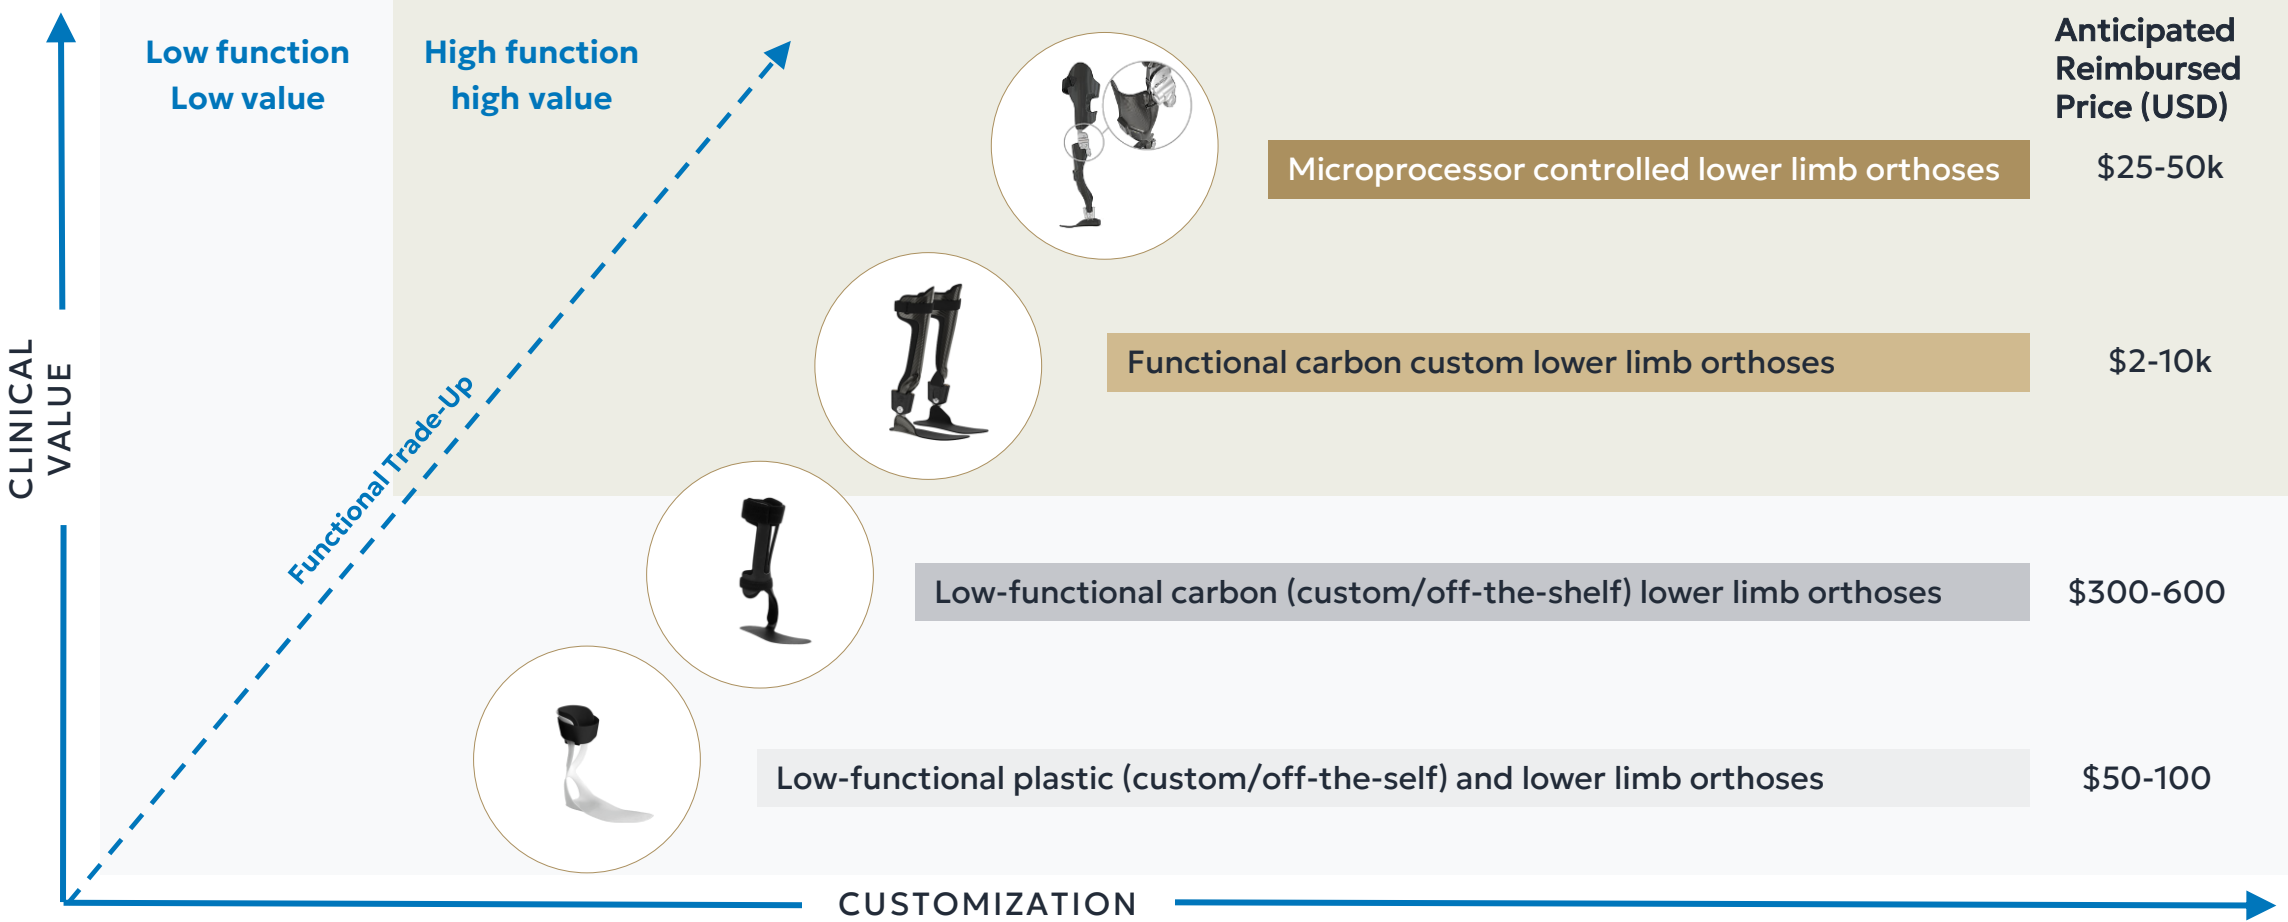 Low function
Low value
High function
high value
Anticipated
Reimbursed
Price (USD)
Microprocessor controlled lower limb orthoses
$25-50k
Functional carbon custom lower limb orthoses
$2-10k
CLINICAL
VALUE
Functional Trade-Up
Low-functional carbon (custom/off-the-shelf) lower limb orthoses
$300-600
Low-functional plastic (custom/off-the-self) and lower limb orthoses
$50-100
CUSTOMIZATION